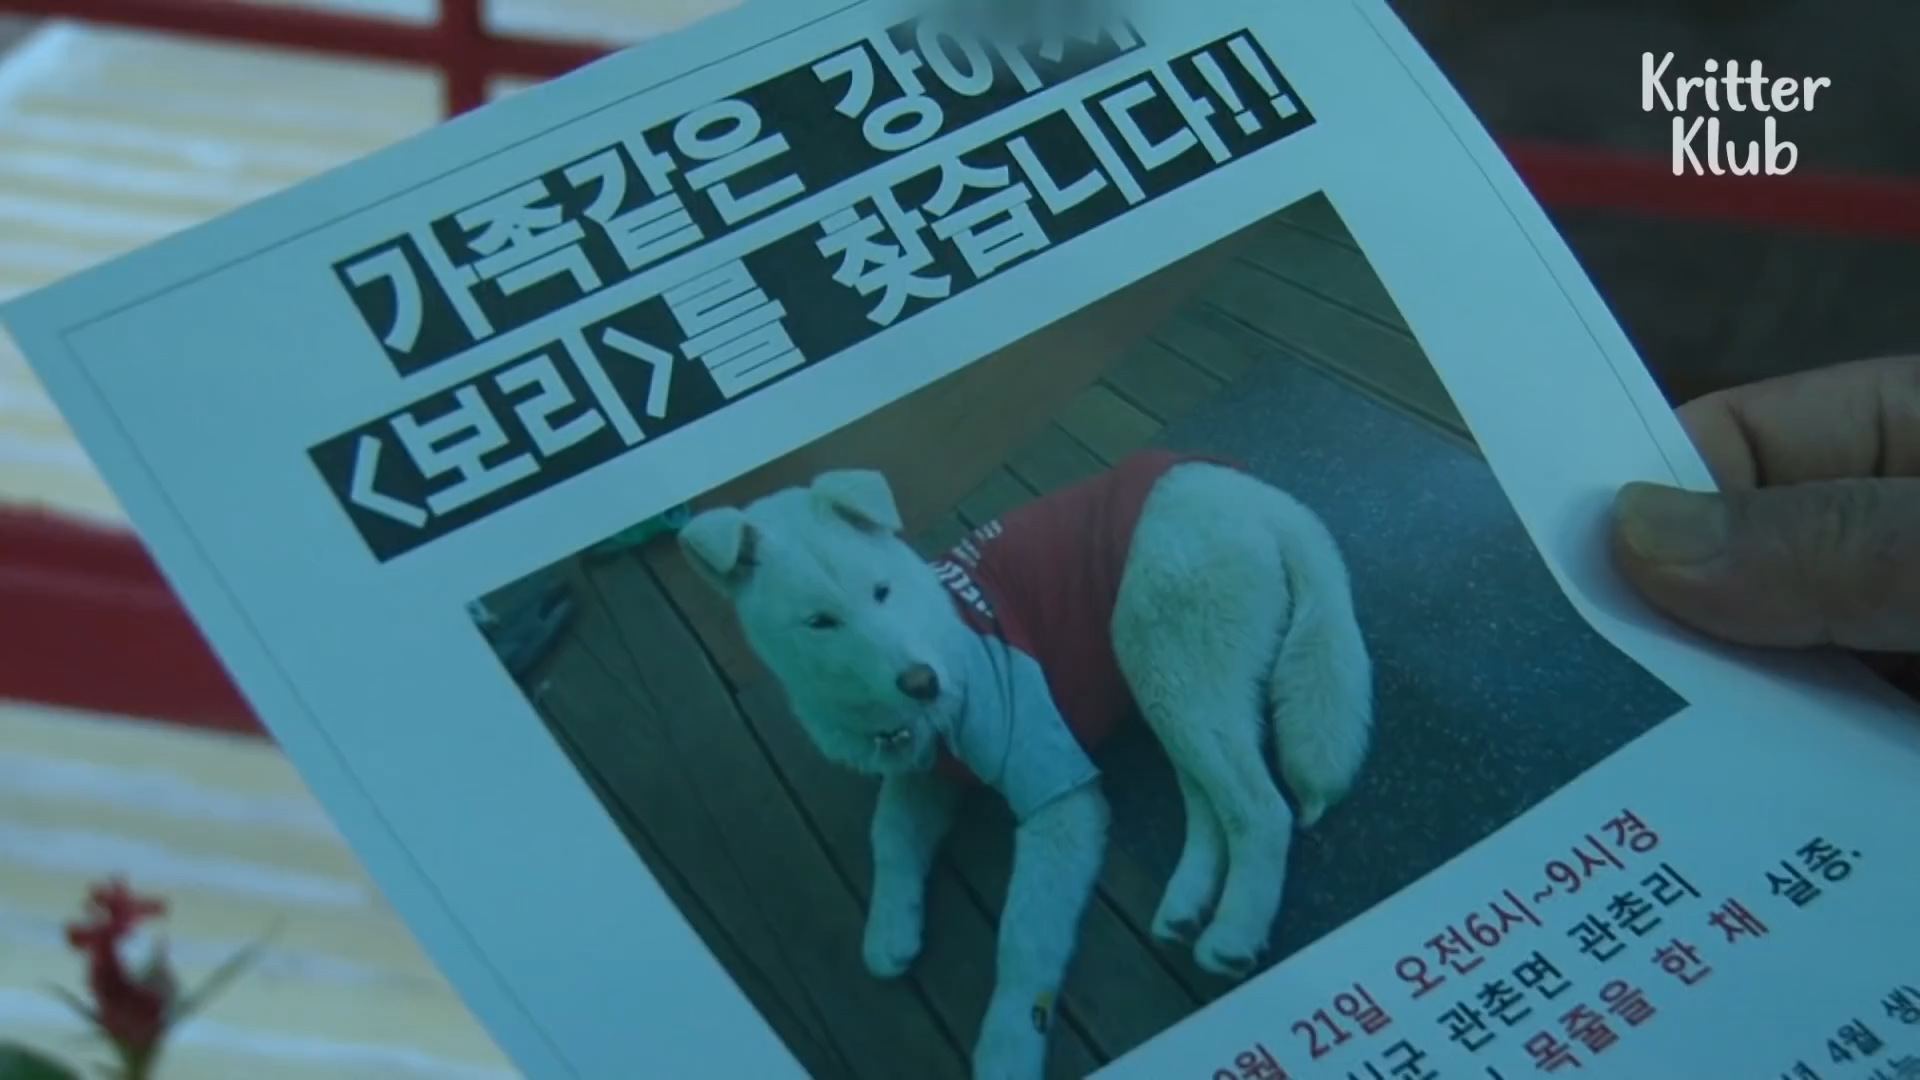 Kritter
Klub
가족같은 강아지
<보리>를 찾습니다!!
21일 오전6시~9시경
관촌면 관촌리
목줄을 한 채 실종.
4월